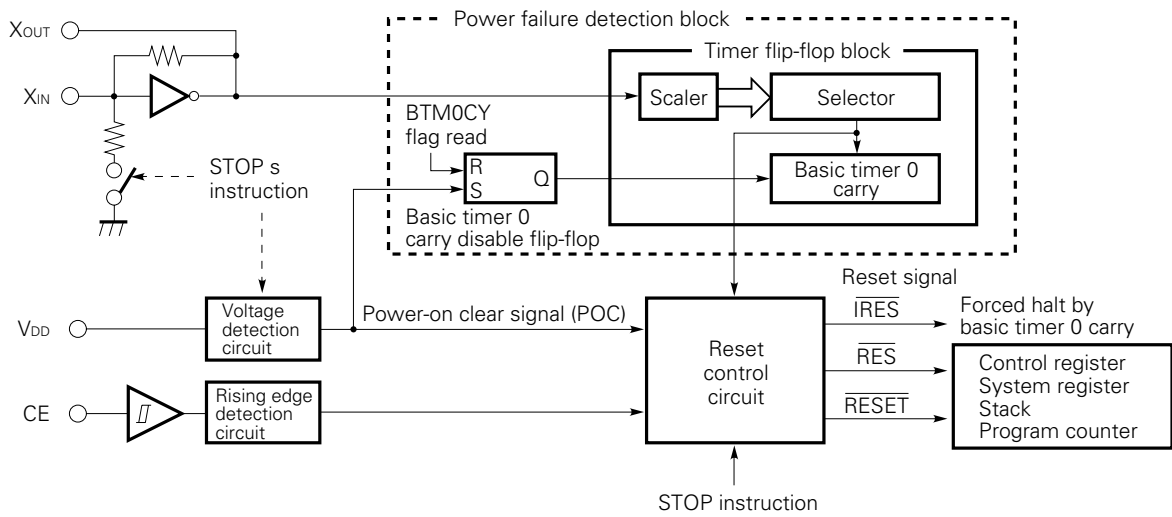 Power failure detection block
XOUT
Timer flip-flop block
XIN
Scaler
Selector
BTM0CY
flag read
R
S
Q
Basic timer 0
carry
STOP s
instruction
Basic timer 0
carry disable flip-flop
Reset signal
VDD
Voltage
detection
circuit
Power-on clear signal (POC)
IRES
Forced halt by
basic timer 0 carry
Reset
control
circuit
RES
Control register
System register
Stack
Program counter
CE
Rising edge
detection
circuit
RESET
STOP instruction